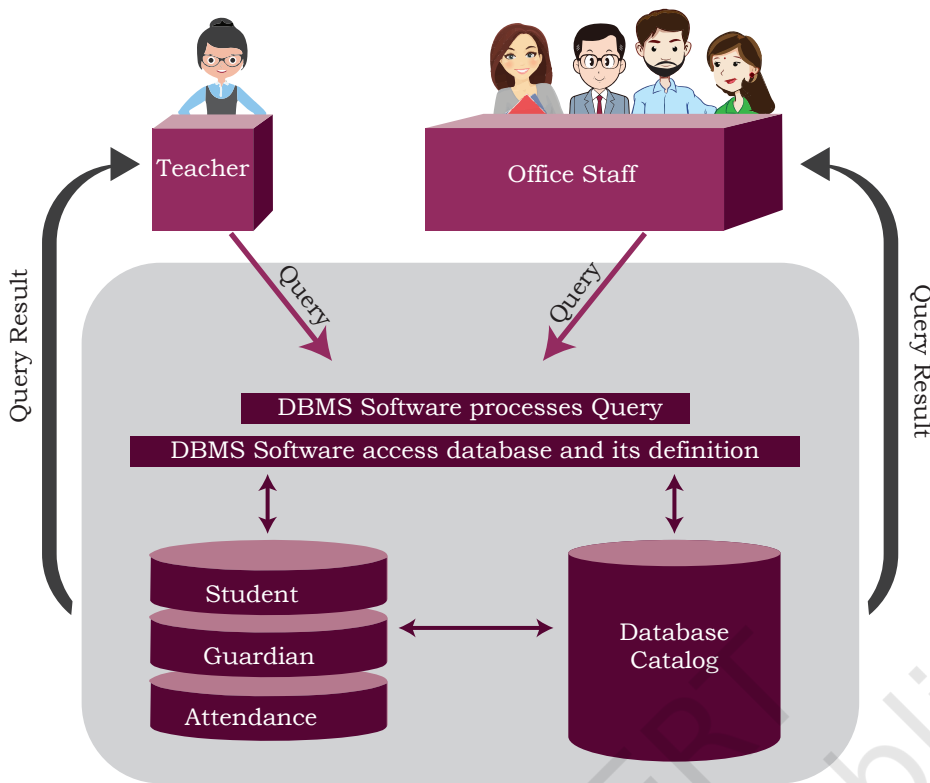 Teacher
Office Staff
Query Result
Query
Query
Query Result
DBMS Software processes Query
DBMS Software access database and its definition
Student
Guardian
Attendance
Database
Catalog